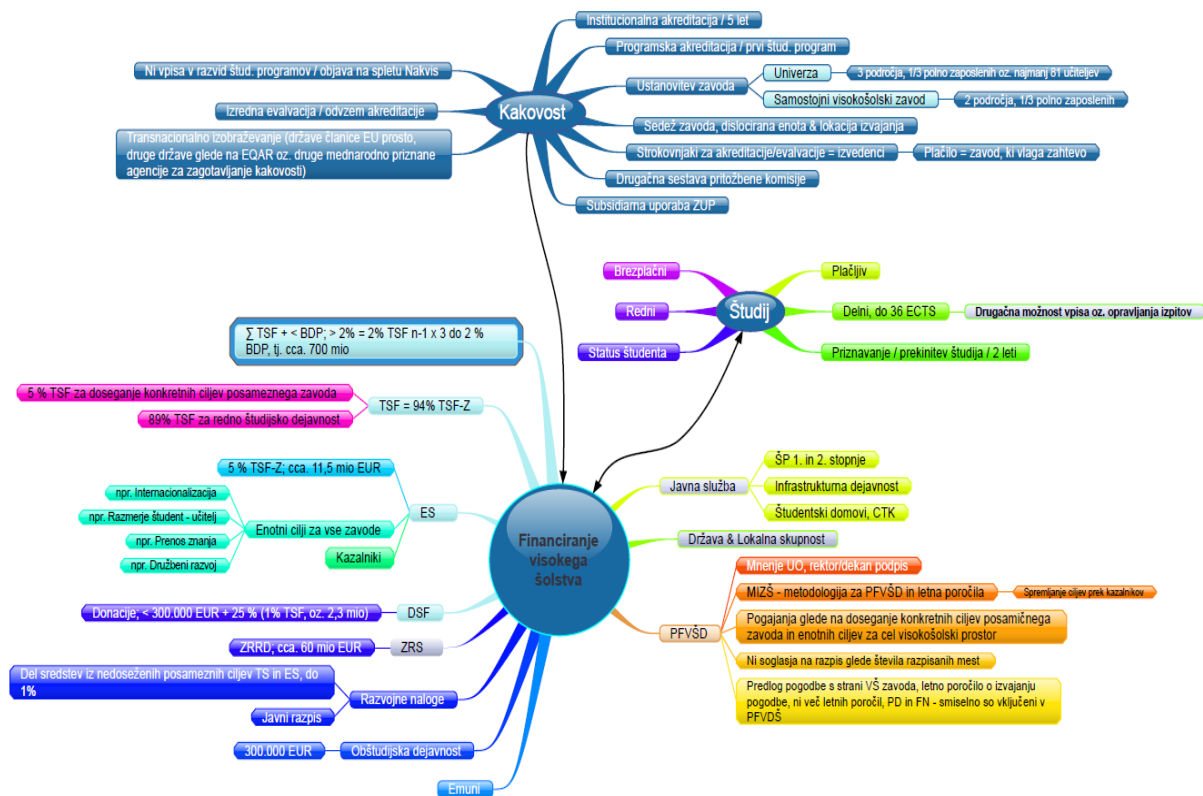 Institucionalna akreditacija / 5 let
Programska akreditacija / prvi štud. program
Ni vpisa v razvid štud. programov / objava na spletu Nakvis
Ustanovitev zavoda
Univerza
3 področja, 1/3 polno zaposlenih oz. najmanj 81 učiteljev
Samostojni visokošolski zavod
2 področja, 1/3 polno zaposlenih
Izredna evalvacija / odvzem akreditacije
Kakovost
Sedež zavoda, dislocirana enota & lokacija izvajanja
Transnacionalno izobraževanje (države članice EU prosto,
druge države glede na EQAR oz. druge mednarodno priznane
agencije za zagotavljanje kakovosti)
Strokovnjaki za akreditacije/evalvacije = izvedenci
Plačilo = zavod, ki vlaga zahtevo
Drugačna sestava pritožbene komisije
Subsidiarna uporaba ZUP
Brezplačni
Plačljiv
Redni
Študij
Delni, do 36 ECTS
Drugačna možnost vpisa oz. opravljanja izpitov
Status študenta
Priznavanje / prekinitev študija / 2 leti
∑ TSF + < BDP; > 2% = 2% TSF n-1 x 3 do 2 %
BDP, tj. cca. 700 mio
5 % TSF za doseganje konkretnih ciljev posameznega zavoda
TSF = 94% TSF-Z
89% TSF za redno študijsko dejavnost
5 % TSF-Z; cca. 11,5 mio EUR
npr. Internacionalizacija
npr. Razmerje študent - učitelj
npr. Prenos znanja
npr. Družbeni razvoj
Enotni cilji za vse zavode
ES
Kazalniki
Donacije; < 300.000 EUR + 25 % (1% TSF, oz. 2,3 mio)
DSF
ZRRD; cca. 60 mio EUR
ZRS
Del sredstev iz nedoseženih posameznih ciljev TS in ES, do
1%
Razvojne naloge
Javni razpis
300.000 EUR
Obštudijska dejavnost
Emuni
Financiranje
visokega
šolstva
Javna služba
ŠP 1. in 2. stopnje
Infrastrukturna dejavnost
Študentski domovi, CTK
Država & Lokalna skupnost
PFVŠD
Mnenje UO, rektor/dekan podpis
MIZŠ - metodologija za PFVŠD in letna poročila
Spremljanje ciljev prek kazalnikov
Pogajanja glede na doseganje konkretnih ciljev posamičnega
zavoda in enotnih ciljev za cel visokošolski prostor
Ni soglasja na razpis glede števila razpisanih mest
Predlog pogodbe s strani VŠ zavoda, letno poročilo o izvajanju
pogodbe, ni več letnih poročil, PD in FN - smiselno so vključeni v
PFVDŠ